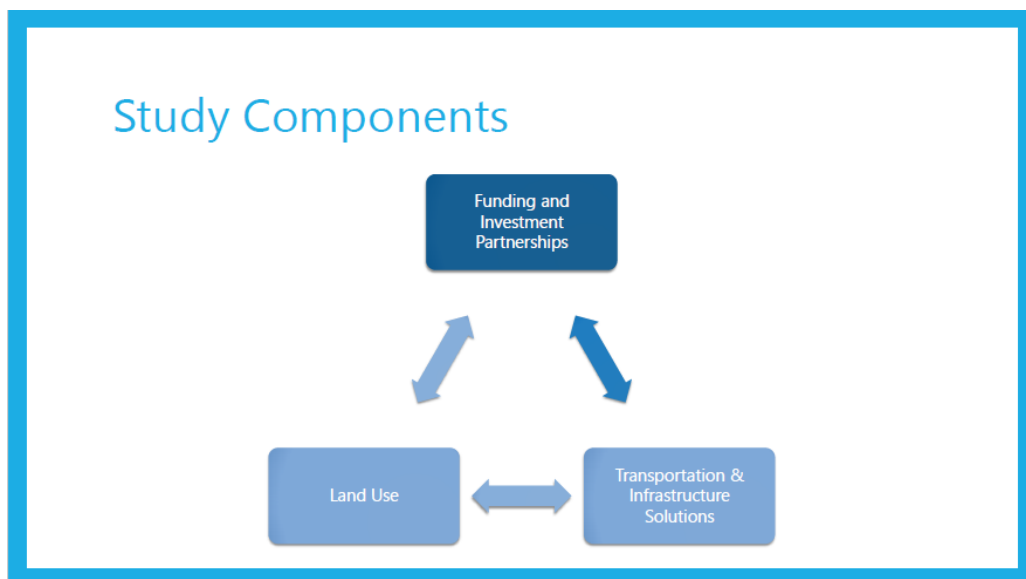 Study Components
Funding and
Investment
Partnerships
Land Use
Transportation &
Infrastructure
Solutions